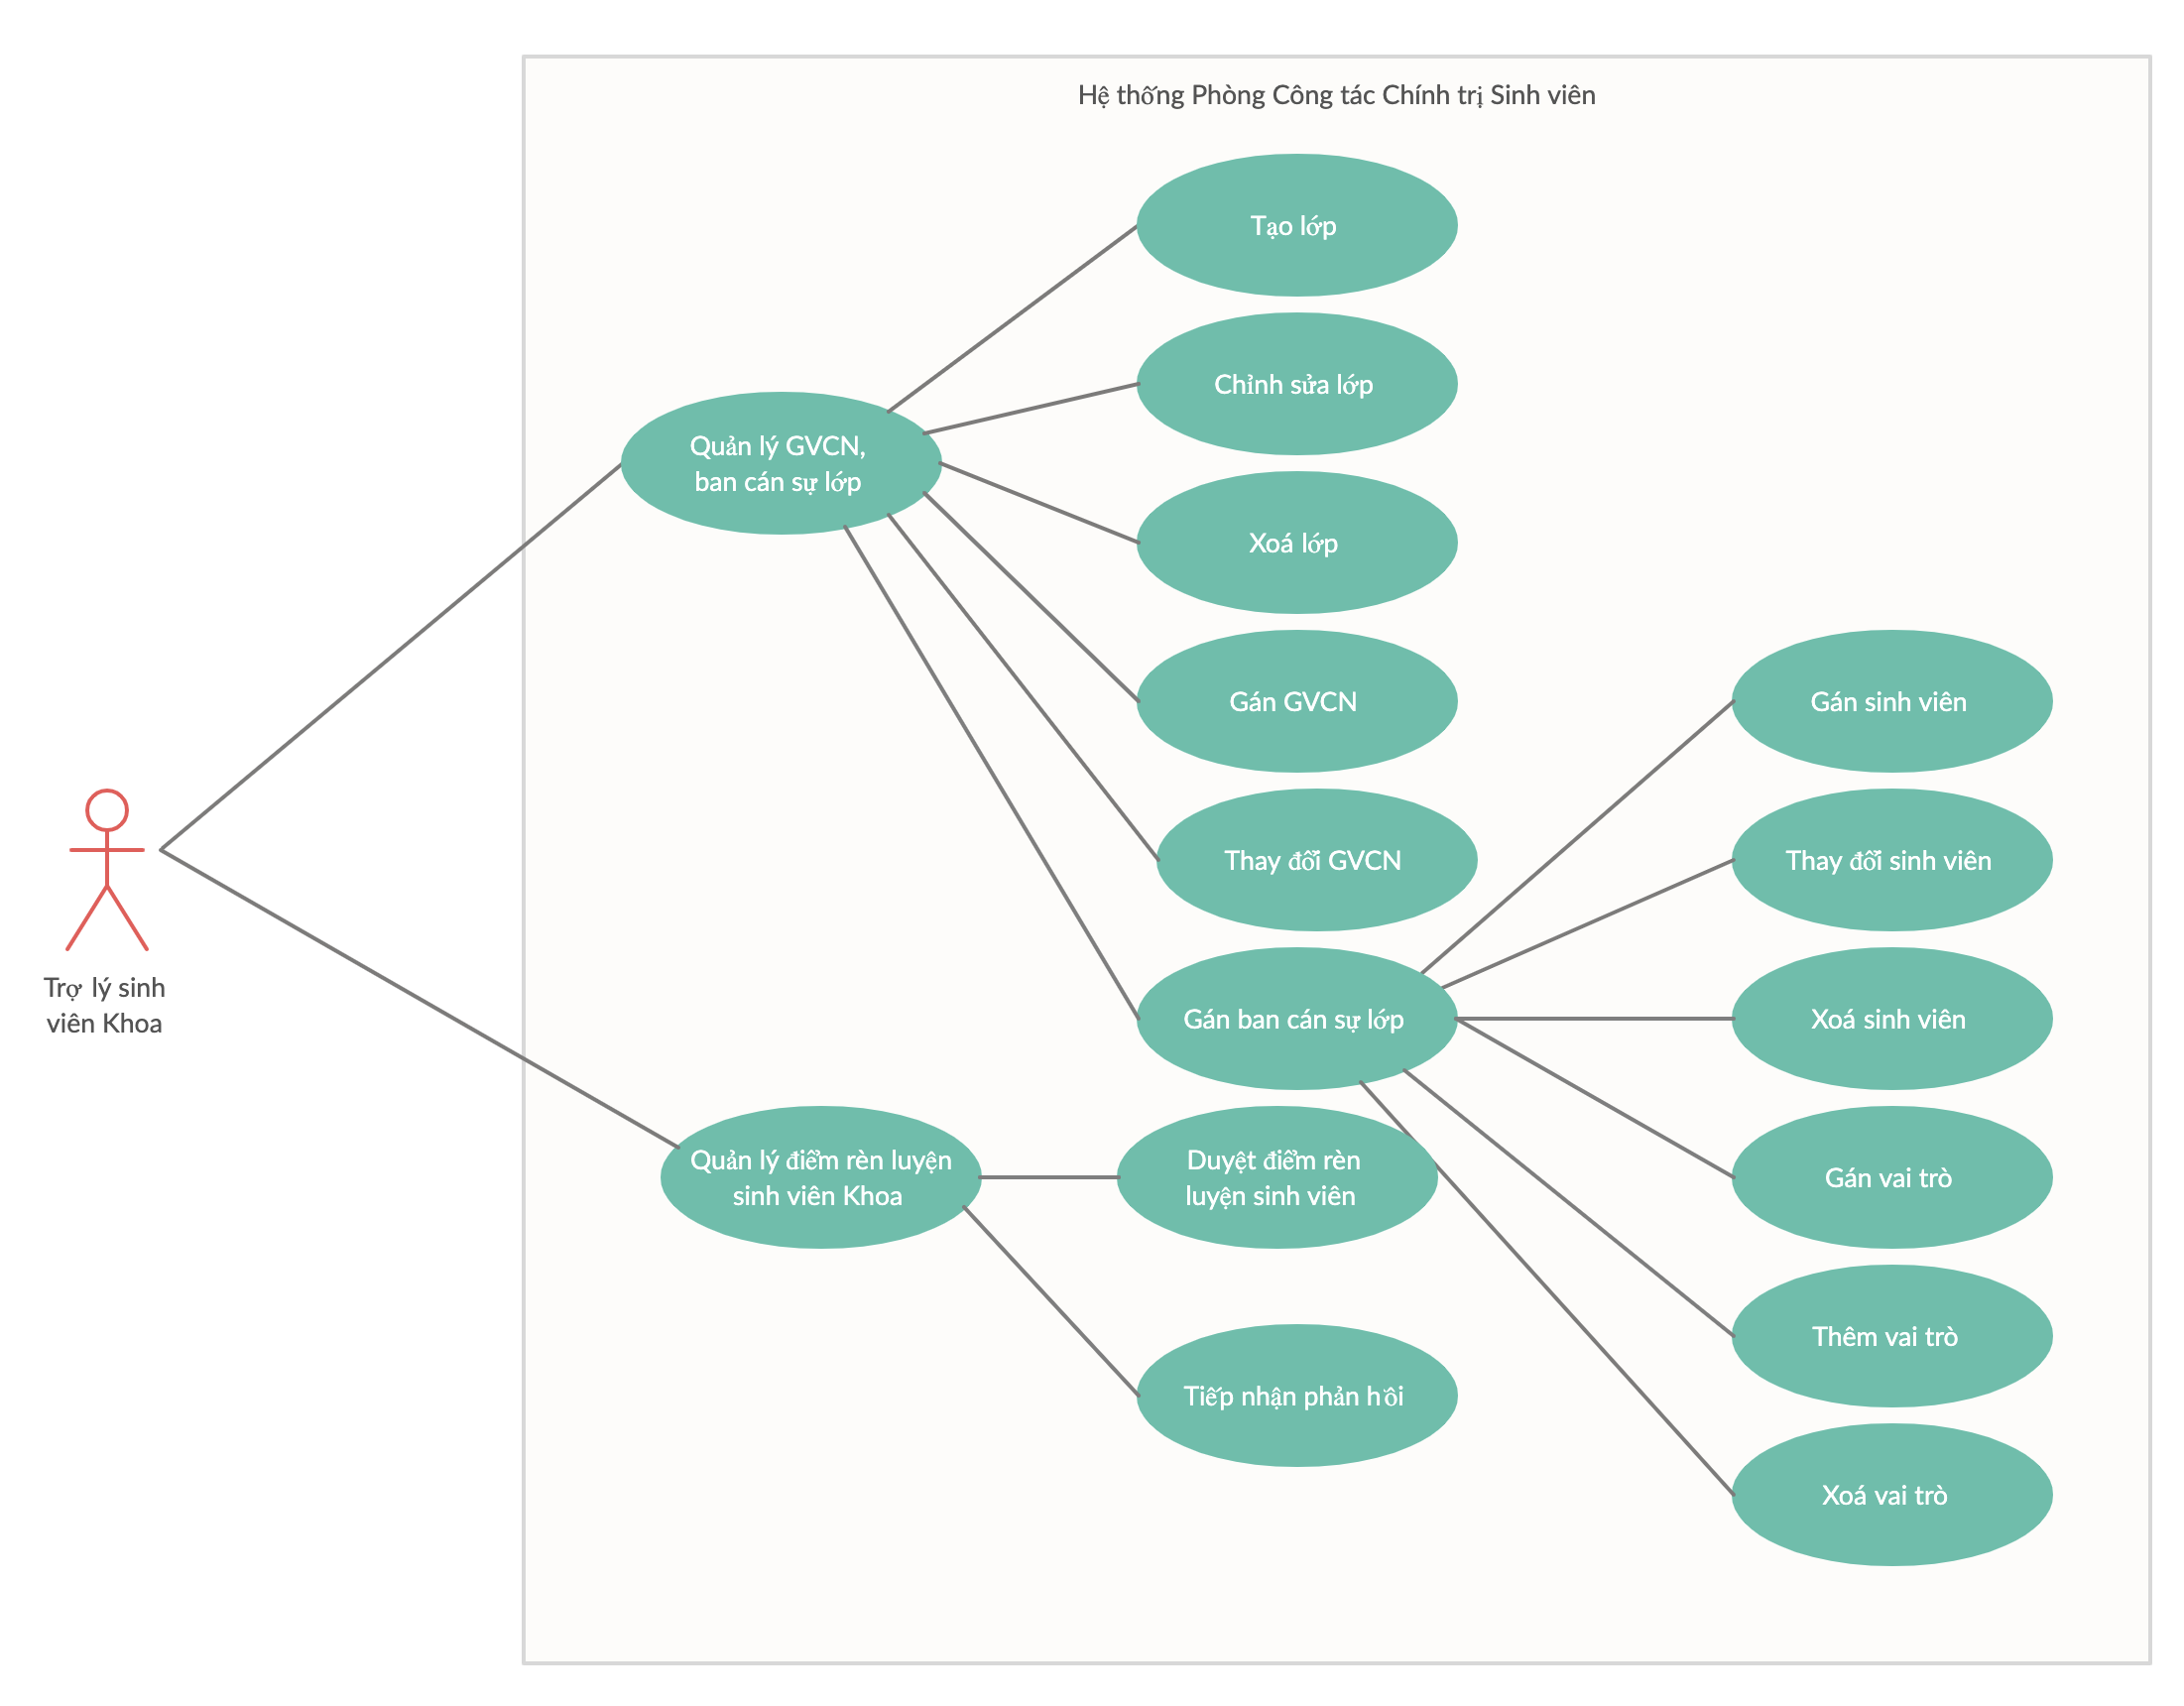 Hệ thống Phòng Công tác Chính trị Sinh viên
Tạo lớp
Chỉnh sửa lớp
Quản lý GVCN,
ban cán sự lớp
Xoá lớp
Gán GVCN
Gán sinh viên
Thay đổi GVCN
Thay đổi sinh viên
Trợ lý sinh
viên Khoa
Gán ban cán sự lớp
Xoá sinh viên
Quản lý điểm rèn luyện
sinh viên Khoa
Duyệt điểm rèn
luyện sinh viên
Gán vai trò
Thêm vai trò
Tiếp nhận phản hồi
Xoá vai trò